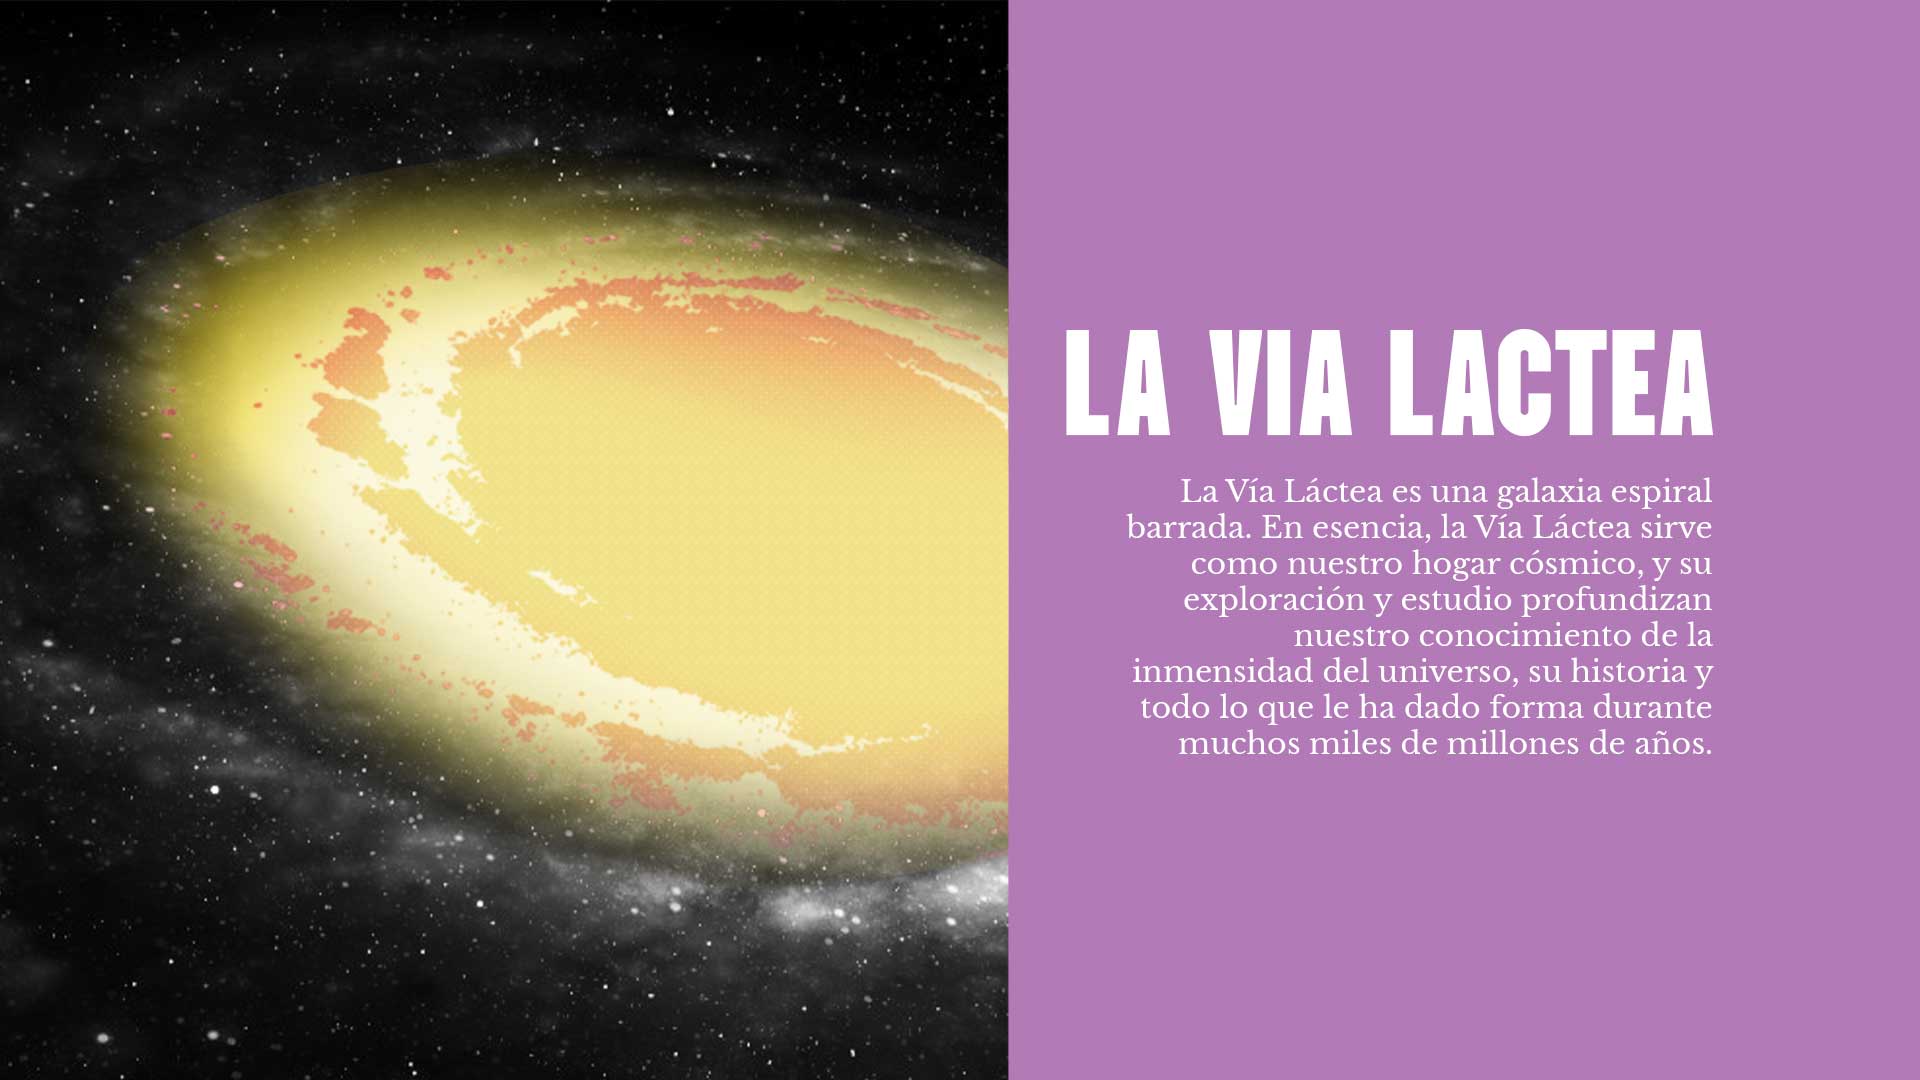 LA VIA LACTEA
La Vía Láctea es una galaxia espiral
barrada. En esencia, la Vía Láctea sirve
como nuestro hogar cósmico, y su
exploración y estudio profundizan
nuestro conocimiento de la
inmensidad del universo, su historia y
todo lo que le ha dado forma durante
muchos miles de millones de años.